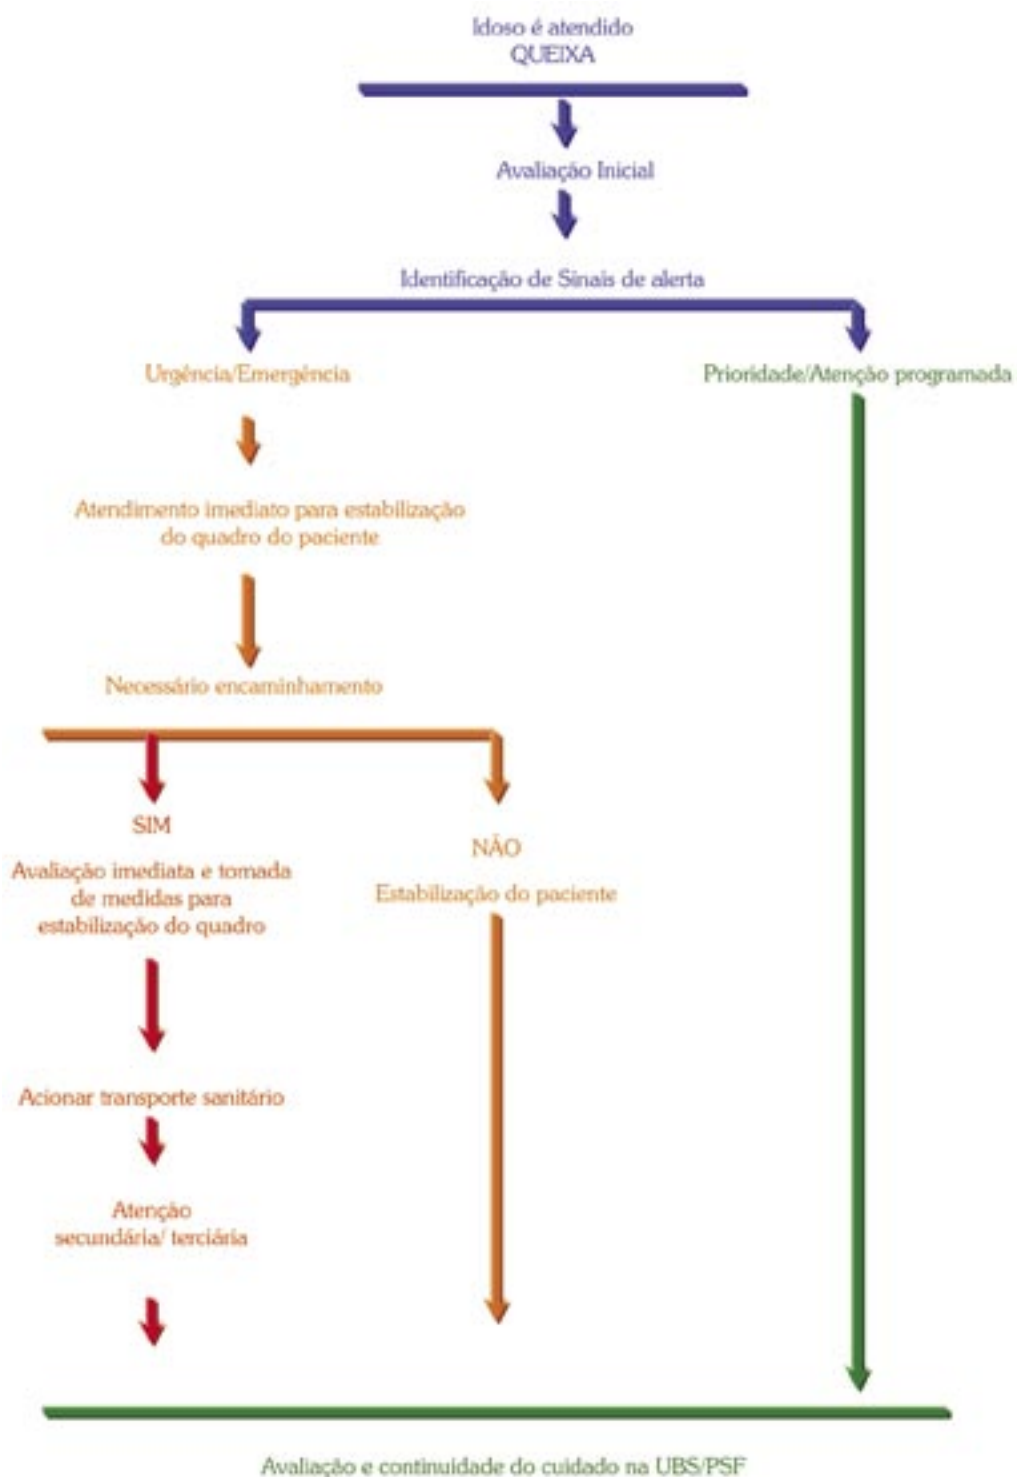 Idoso é atendido
QUEIXA
Avaliação Inicial
Identificação de Sinais de alerta
Urgência/Emergência
Prioridade/Atenção programada
Atendimento imediato para estabilização
do quadro do paciente
Necessário encaminhamento
SIM
Avaliação imediata e tomada
de medidas para
estabilização do quadro
NÃO
Estabilização do paciente
Acionar transporte sanitário
Atenção
secundária/ terciária
Avaliação e continuidade do cuidado na UBS/PSF